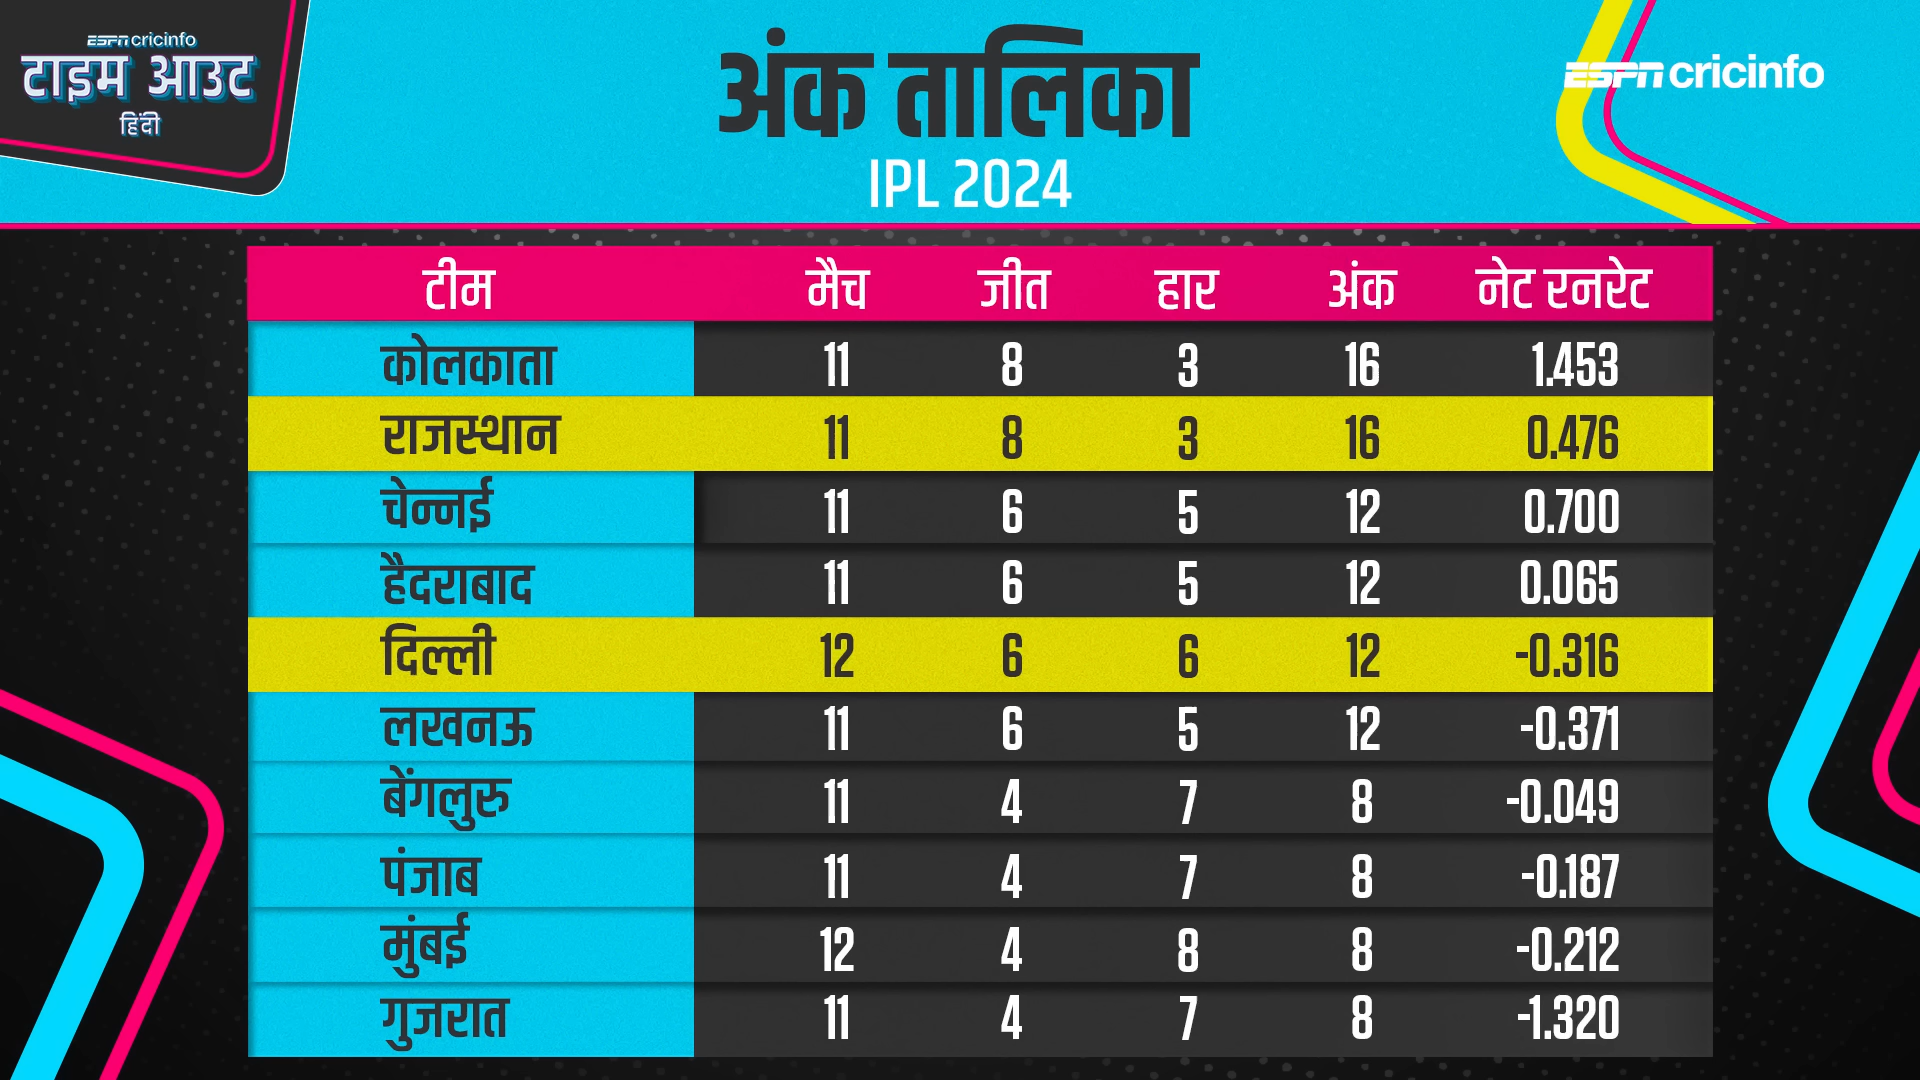 ESPNcricinfo
टाइम आउट
हिंदी
अंक तालिका
IPL 2024
ESPNcricinfo
टीम मैच जीत हार अंक नेट रनरेट
कोलकाता 11 8 3 16 1.453
राजस्थान 11 8 3 16 0.476
चेन्नई 11 6 5 12 0.700
हैदराबाद 11 6 5 12 0.065
दिल्ली 12 6 6 12 -0.316
लखनऊ 11 6 5 12 -0.371
बेंगलुरु 11 4 7 8 -0.049
पंजाब 11 4 7 8 -0.187
मुंबई 12 4 8 8 -0.212
गुजरात 11 4 7 8 -1.320